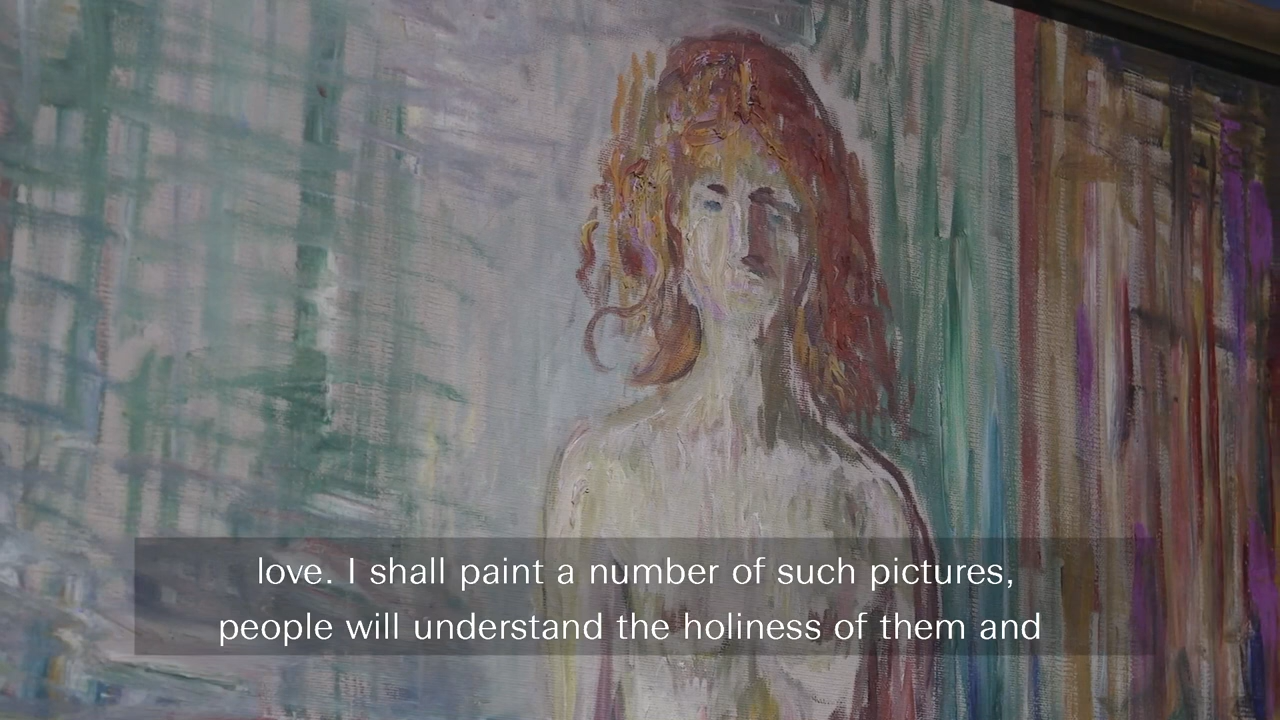 love. I shall paint a number of such pictures,
people will understand the holiness of them and